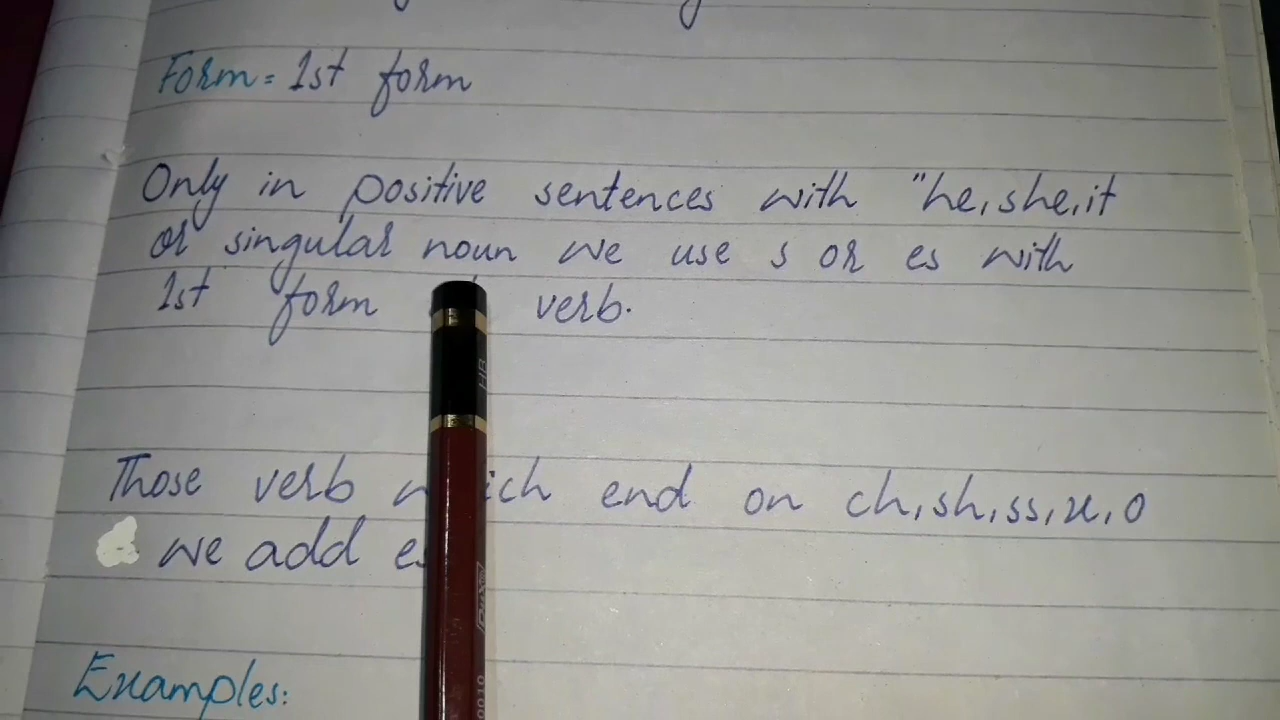 Form = 1st form
Only in positive sentences with "he, she, it
or singular noun we use s or es with
1st form verb.
Those verb end on ch, sh, ss, x, o
we add
Examples:
HB